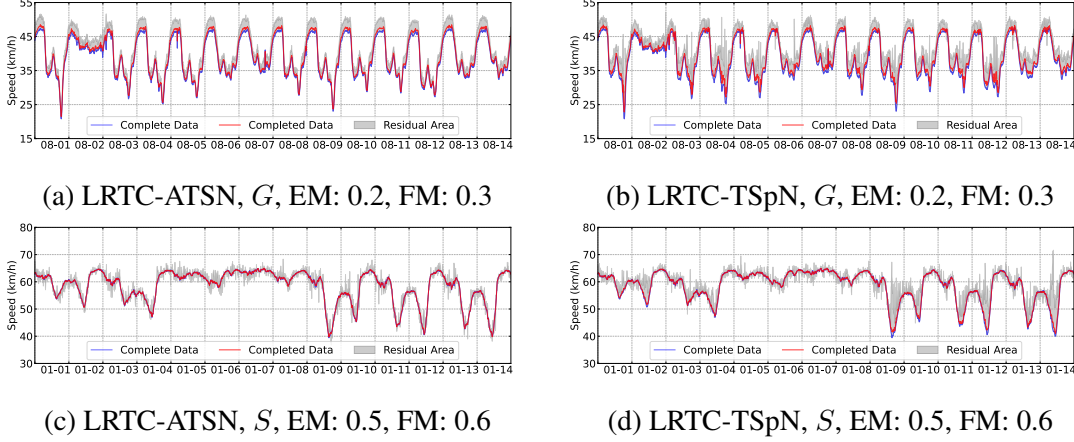 55
45
35
25
15
Speed (km/h)
Complete Data Completed Data Residual Area
08-01 08-02 08-03 08-04 08-05 08-06 08-07 08-08 08-09 08-10 08-11 08-12 08-13 08-14
(a) LRTC-ATSN, G, EM: 0.2, FM: 0.3
55
45
35
25
15
Speed (km/h)
Complete Data Completed Data Residual Area
08-01 08-02 08-03 08-04 08-05 08-06 08-07 08-08 08-09 08-10 08-11 08-12 08-13 08-14
(b) LRTC-TSpN, G, EM: 0.2, FM: 0.3
80
70
60
50
40
30
Speed (km/h)
Complete Data Completed Data Residual Area
01-01 01-02 01-03 01-04 01-05 01-06 01-07 01-08 01-09 01-10 01-11 01-12 01-13 01-14
(c) LRTC-ATSN, S, EM: 0.5, FM: 0.6
80
70
60
50
40
30
Speed (km/h)
Complete Data Completed Data Residual Area
01-01 01-02 01-03 01-04 01-05 01-06 01-07 01-08 01-09 01-10 01-11 01-12 01-13 01-14
(d) LRTC-TSpN, S, EM: 0.5, FM: 0.6